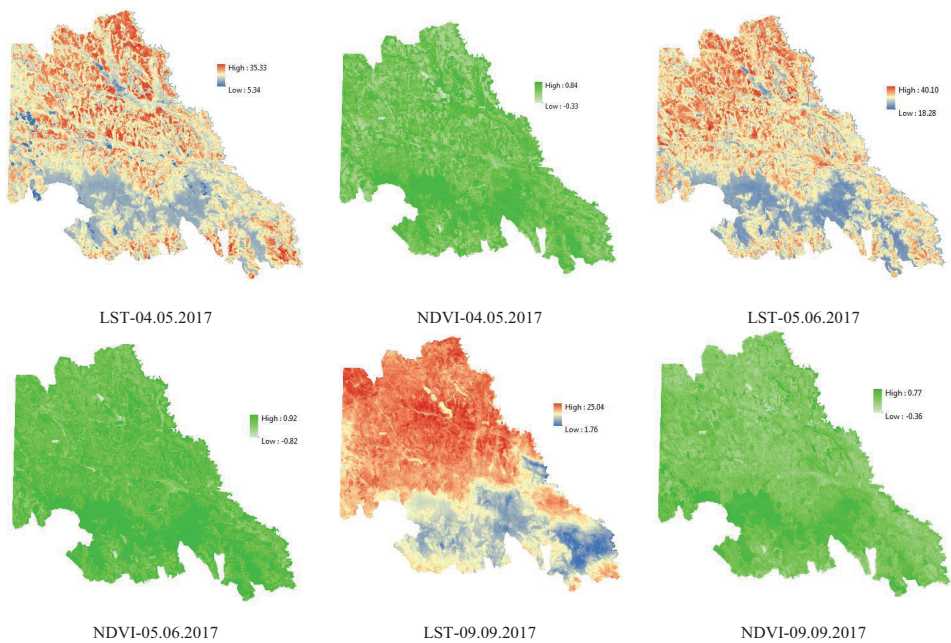 High : 35.33
Low : 5.34
High : 0.84
Low : -0.33
High : 40.10
Low : 18.28
LST-04.05.2017
NDVI-04.05.2017
LST-05.06.2017
High : 0.92
Low : -0.82
High : 25.04
Low : 1.76
High : 0.77
Low : -0.36
NDVI-05.06.2017
LST-09.09.2017
NDVI-09.09.2017